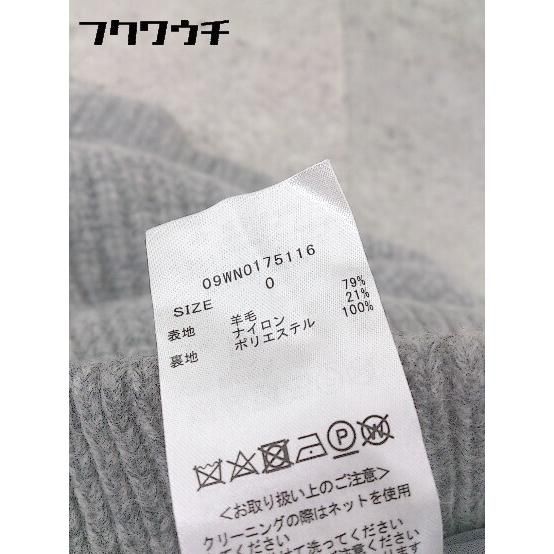 フクワウチ
09WN0175116
SIZE 0
表地 羊毛 79%
ナイロン 21%
裏地 ポリエステル 100%
P W
<お取り扱い上のご注意>
クリーニングの際はネットを使用